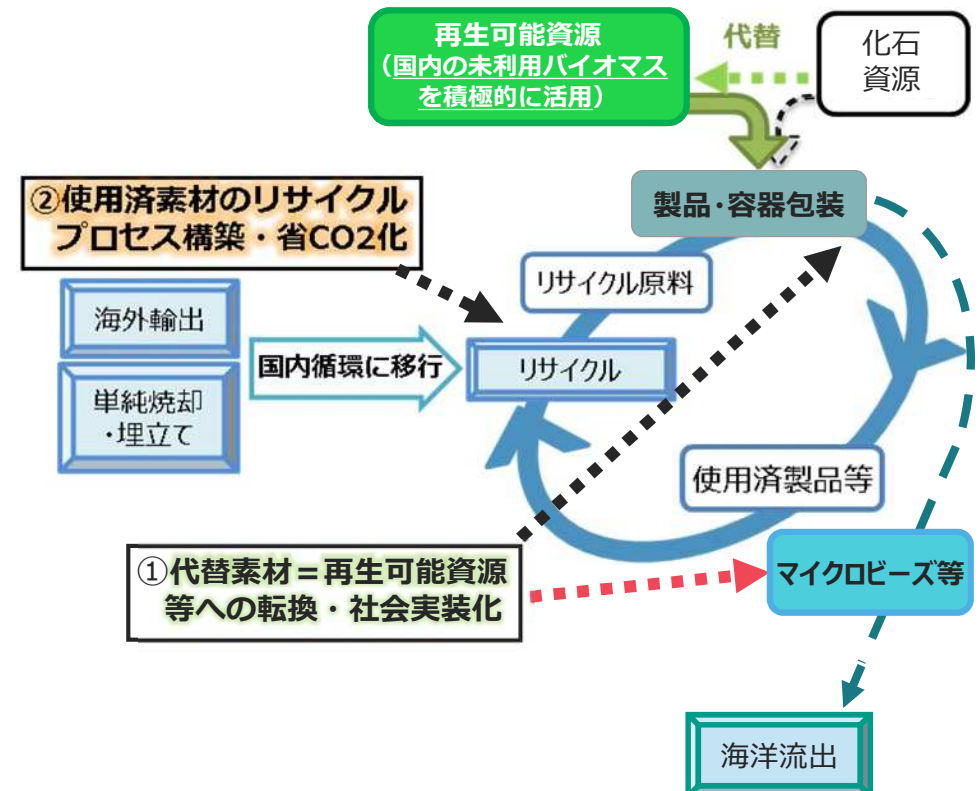 再生可能資源
（国内の未利用バイオマス
を積極的に活用）
代替
化石
資源
②使用済素材のリサイクル
プロセス構築・省CO2化
製品・容器包装
リサイクル原料
海外輸出
国内循環に移行
リサイクル
単純焼却
・埋立て
使用済製品等
①代替素材＝再生可能資源
等への転換・社会実装化
マイクロビーズ等
海洋流出